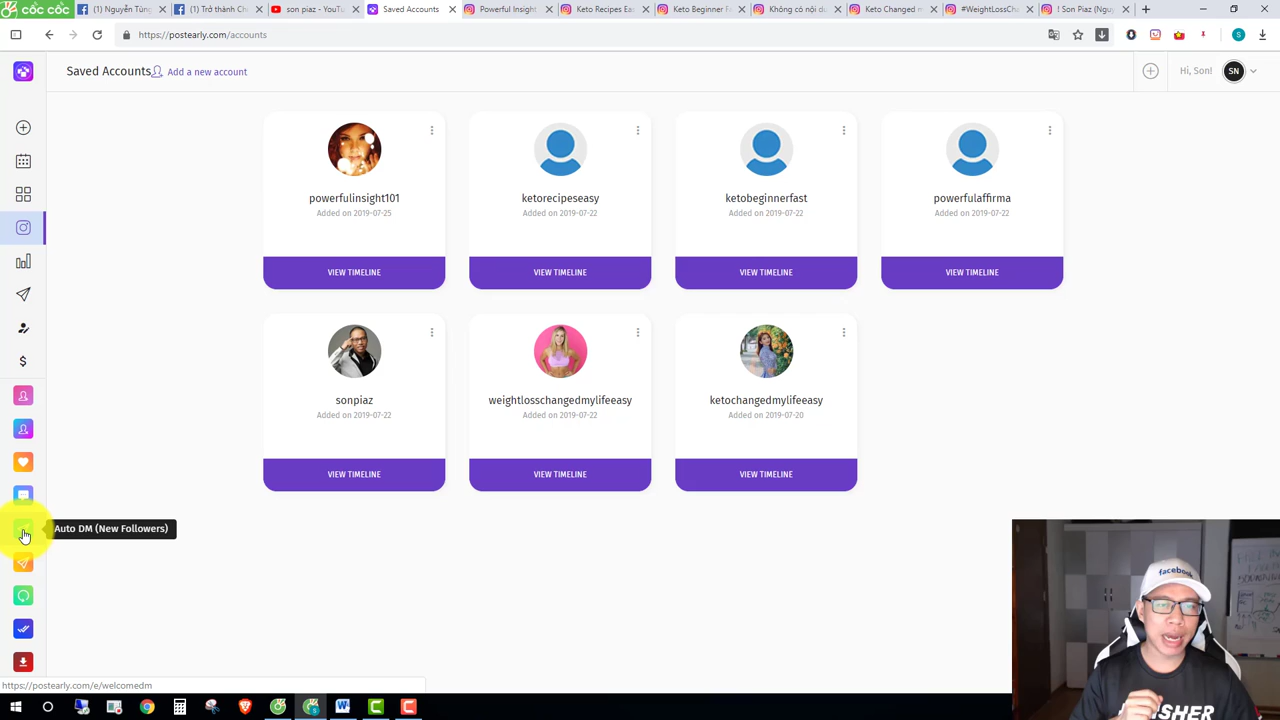 cốc cốc
(1) Nguyễn Tùng
(1) Trở thành Ch
son piaz - YouTu
Saved Accounts
Powerful Insight
Keto Recipes Eas
Keto Beginner F
Không có nội du
Keto Changed m
#WeightLossCha
! Son Piaz (Nguy
https://postearly.com/accounts
S
Saved Accounts
Add a new account
Hi, Son!
SN
powerfulinsight101
Added on 2019-07-25
VIEW TIMELINE
ketorecipeseasy
Added on 2019-07-22
VIEW TIMELINE
ketobeginnerfast
Added on 2019-07-22
VIEW TIMELINE
powerfulaffirma
Added on 2019-07-22
VIEW TIMELINE
sonpiaz
Added on 2019-07-22
VIEW TIMELINE
weightlosschangedmylifeeasy
Added on 2019-07-22
VIEW TIMELINE
ketochangedmylifeeasy
Added on 2019-07-20
VIEW TIMELINE
Auto DM (New Followers)
facebook
https://postearly.com/e/welcomedm